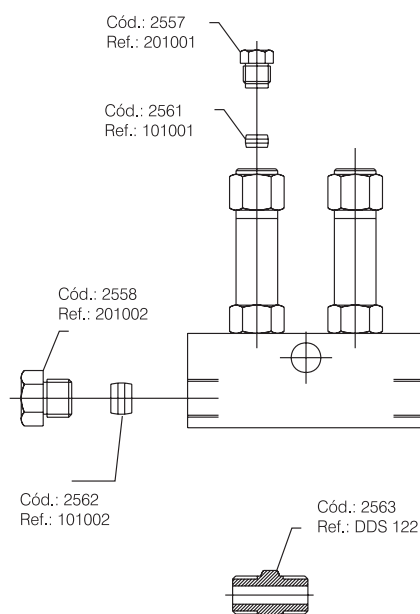 Cód.: 2557
Ref.: 201001
Cód.: 2561
Ref.: 101001
Cód.: 2558
Ref.: 201002
Cód.: 2562
Ref.: 101002
Cód.: 2563
Ref.: DDS 122